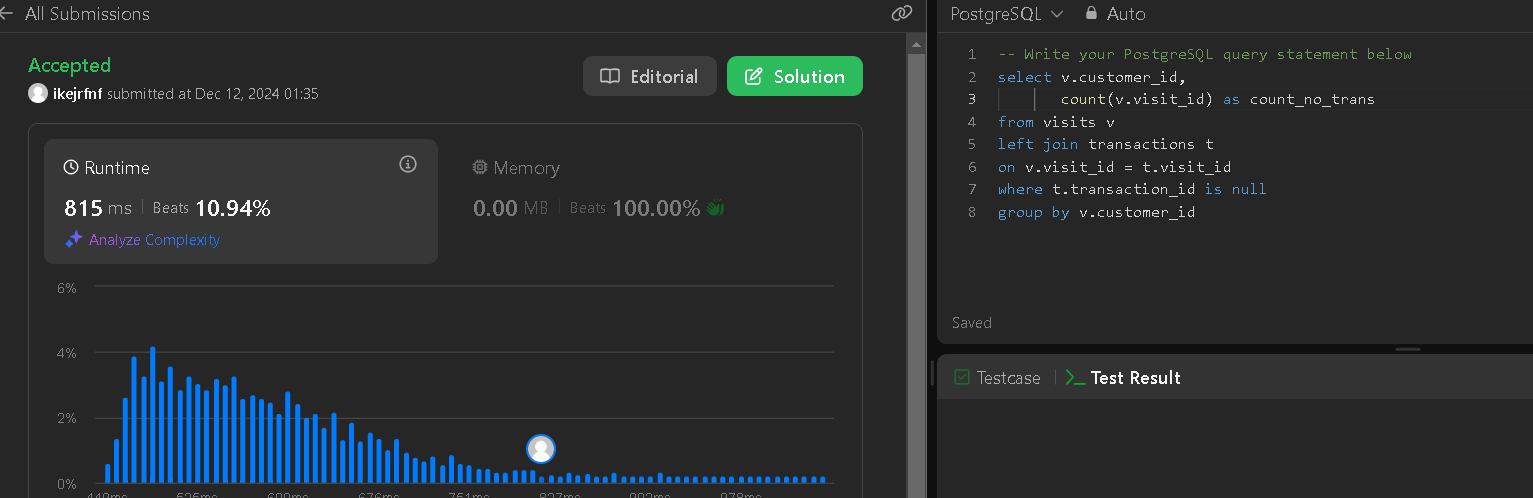 All Submissions
Accepted
Editorial
Solution
ikejrfnf submitted at Dec 12, 2024 01:35
Runtime
815 ms | Beats 10.94%
Analyze Complexity
Memory
0.00 MB | Beats 100.00%
6%
4%
2%
0%
PostgreSQL
Auto
1 -- Write your PostgreSQL query statement below
2 select v.customer_id,
3 count(v.visit_id) as count_no_trans
4 from visits v
5 left join transactions t
6 on v.visit_id = t.visit_id
7 where t.transaction_id is null
8 group by v.customer_id
Saved
Testcase | Test Result